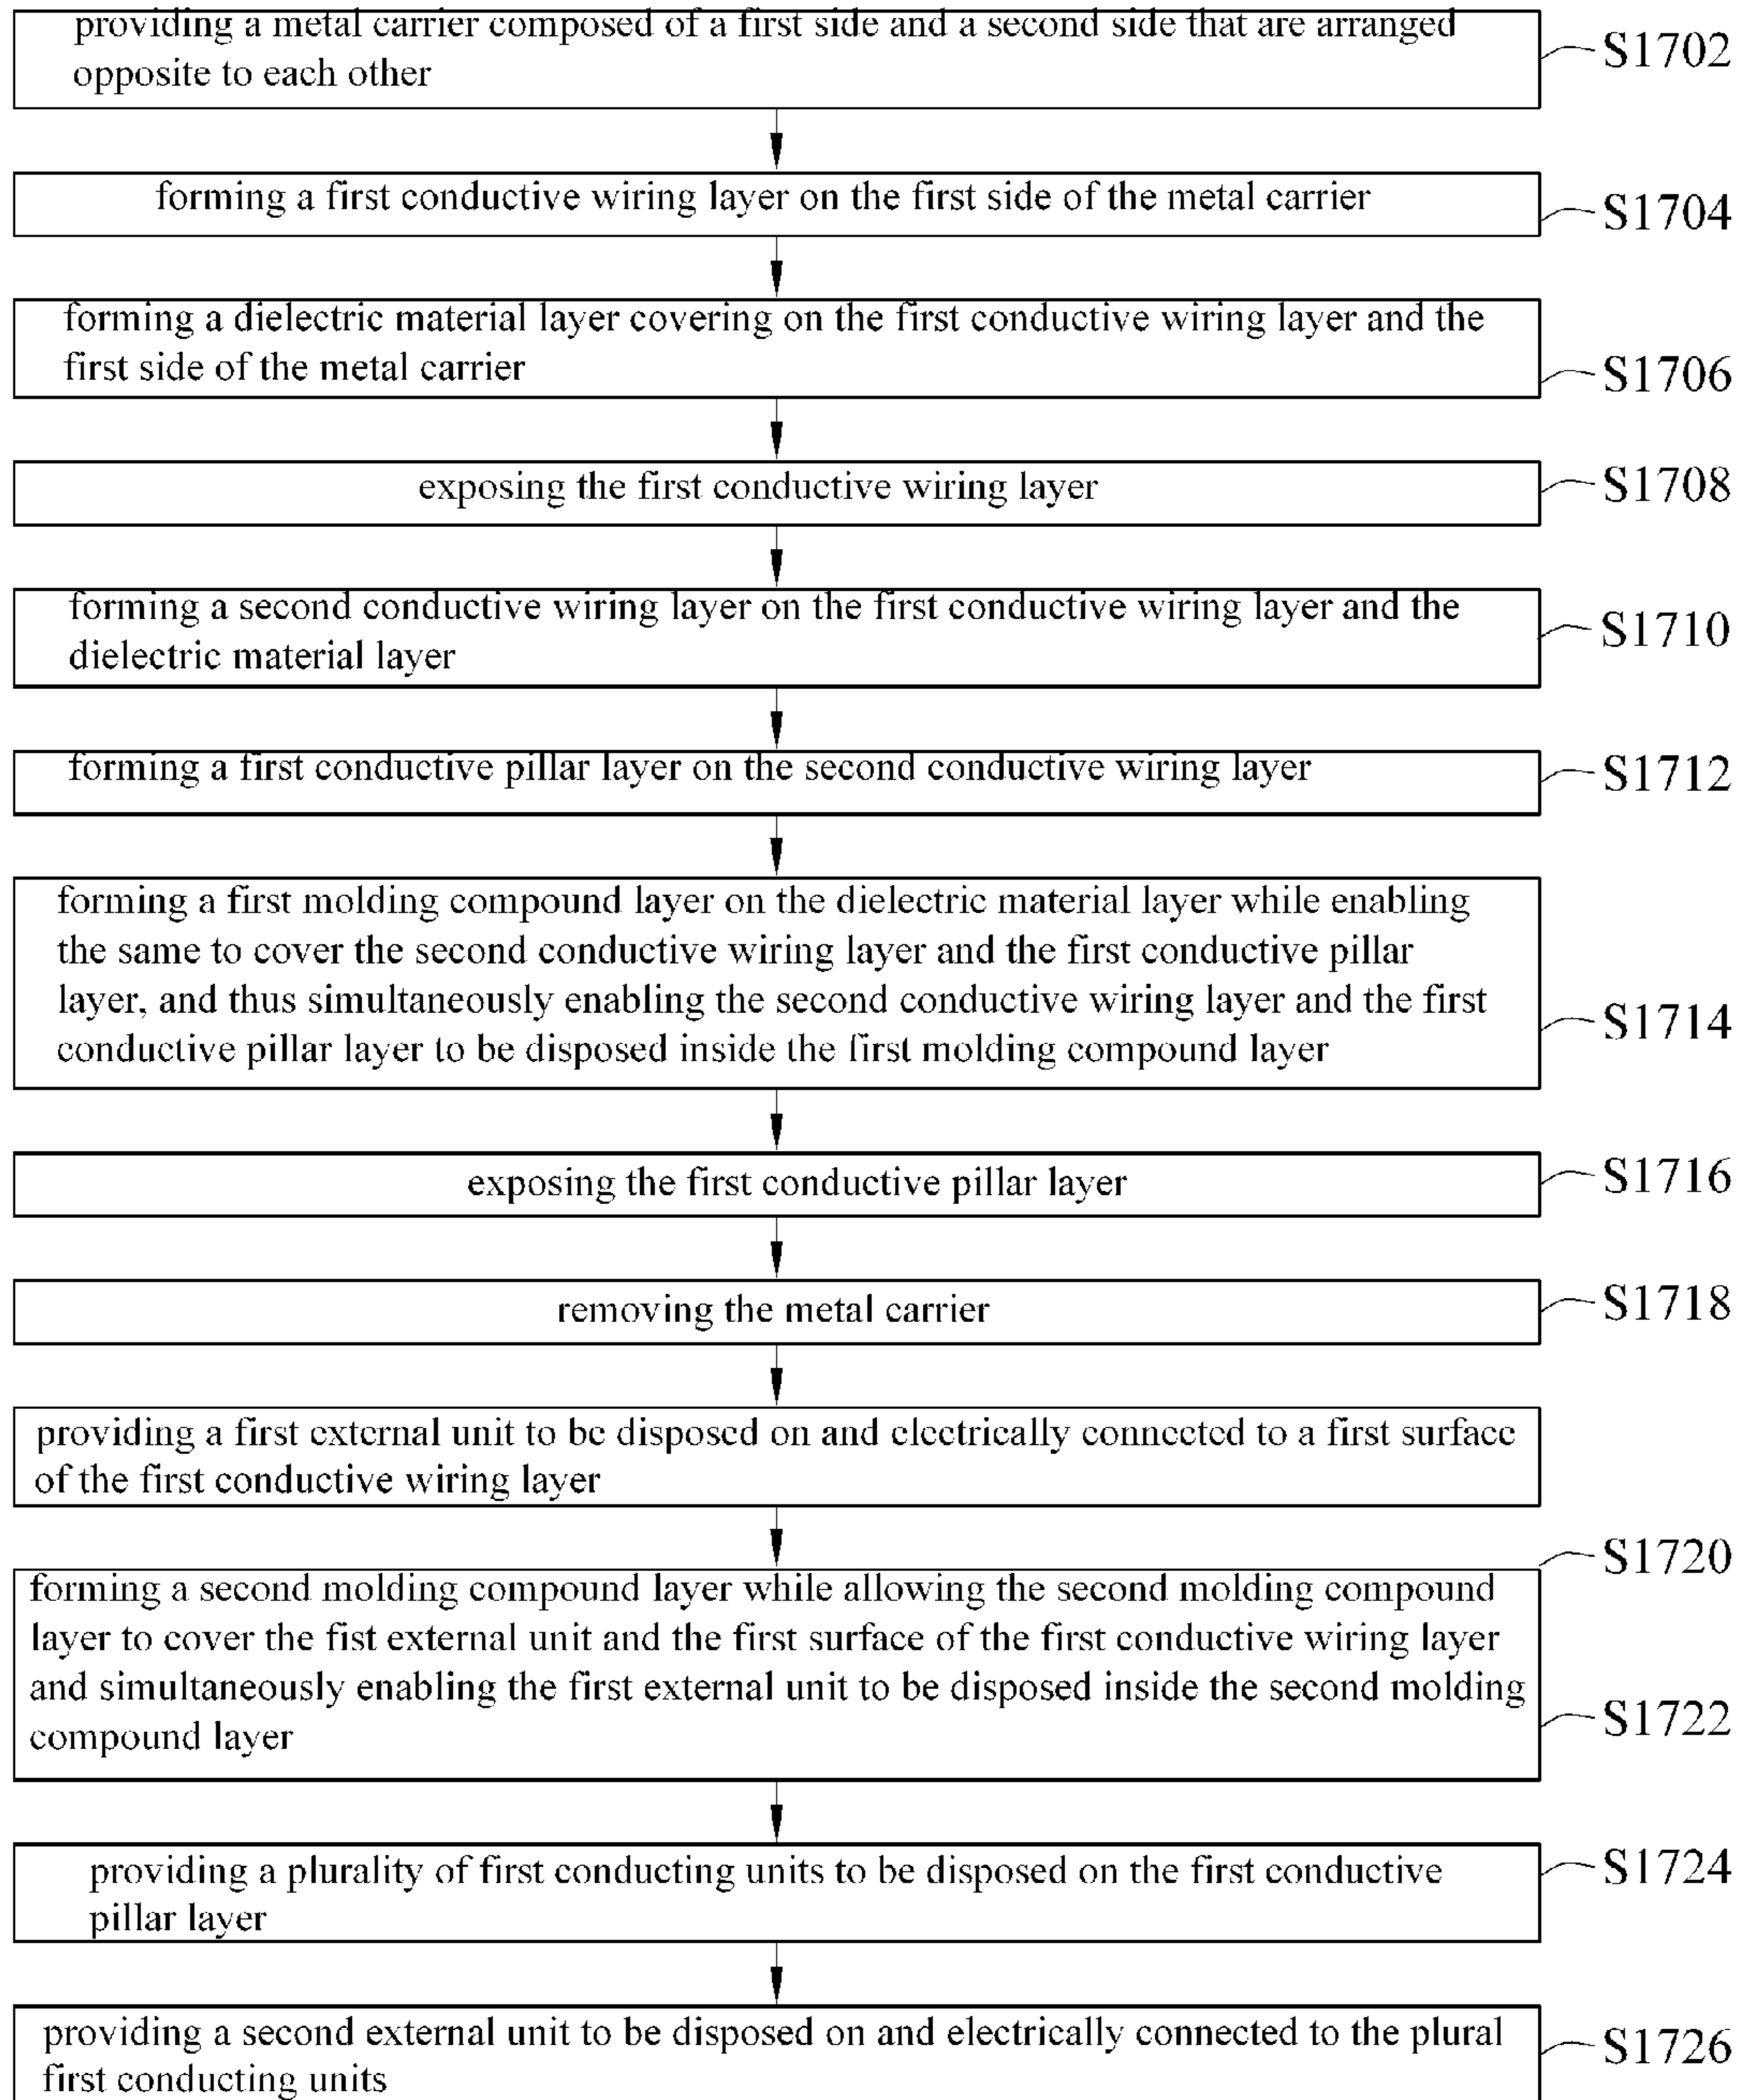 providing a metal carrier composed of a first side and a second side that are arranged
opposite to each other
S1702
forming a first conductive wiring layer on the first side of the metal carrier
S1704
forming a dielectric material layer covering on the first conductive wiring layer and the
first side of the metal carrier
S1706
exposing the first conductive wiring layer
S1708
forming a second conductive wiring layer on the first conductive wiring layer and the
dielectric material layer
S1710
forming a first conductive pillar layer on the second conductive wiring layer
S1712
forming a first molding compound layer on the dielectric material layer while enabling
the same to cover the second conductive wiring layer and the first conductive pillar
layer, and thus simultaneously enabling the second conductive wiring layer and the first
conductive pillar layer to be disposed inside the first molding compound layer
S1714
exposing the first conductive pillar layer
S1716
removing the metal carrier
S1718
providing a first external unit to be disposed on and electrically connected to a first surface
of the first conductive wiring layer
S1720
forming a second molding compound layer while allowing the second molding compound
layer to cover the fist external unit and the first surface of the first conductive wiring layer
and simultaneously enabling the first external unit to be disposed inside the second molding
compound layer
S1722
providing a plurality of first conducting units to be disposed on the first conductive
pillar layer
S1724
providing a second external unit to be disposed on and electrically connected to the plural
first conducting units
S1726